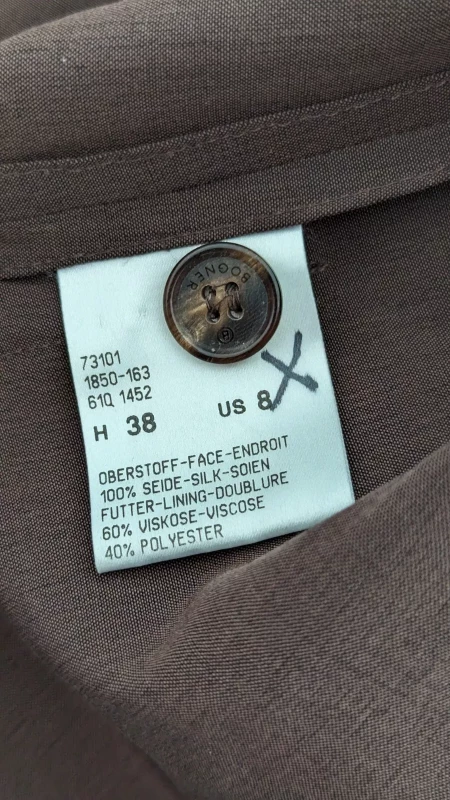 BOGNER
B
73101
1850-163
61Q 1452
H 38 US 8
OBERSTOFF-FACE-ENDROIT
100% SEIDE-SILK-SOIEN
FUTTER-LINING-DOUBLURE
60% VISKOSE-VISCOSE
40% POLYESTER